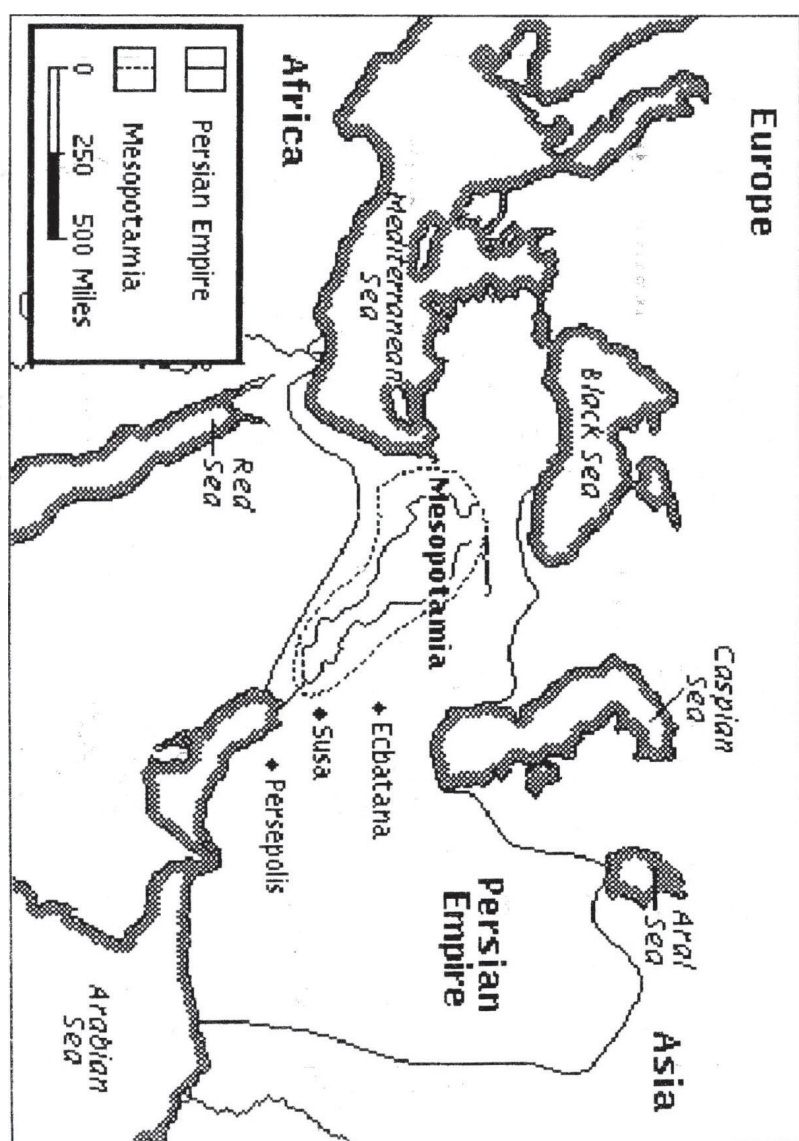 Europe
Asia
Black Sea
Caspian
Sea
Aral
Sea
Mediterranean
Sea
Mesopotamia
Persian
Empire
Ecbatana
Susa
Persepolis
Africa
Red
Sea
Arabian
Sea
Persian Empire
Mesopotamia
0 250 500 Miles